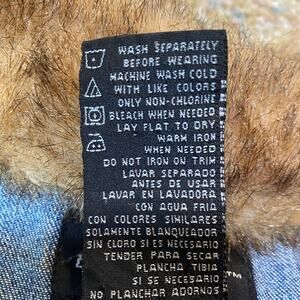 WASH SEPARATELY
BEFORE WEARING
MACHINE WASH COLD
WITH LIKE COLORS
ONLY NON-CHLORINE
BLEACH WHEN NEEDED
LAY FLAT TO DRY
WARM IRON
WHEN NEEDED
DO NOT IRON ON TRIM
LAVAR SEPARADO
ANTES DE USAR
LAVAR EN LAVADORA
CON AGUA FRIA
CON COLORES SIMILARES
SOLAMENTE BLANQUEADOR
SIN CLORO SI ES NECESARIO
TENDER PARA SECAR
PLANCHA TIBIA
SI ES NECESARIO
NO PLANCHAR ADORNOS
TM